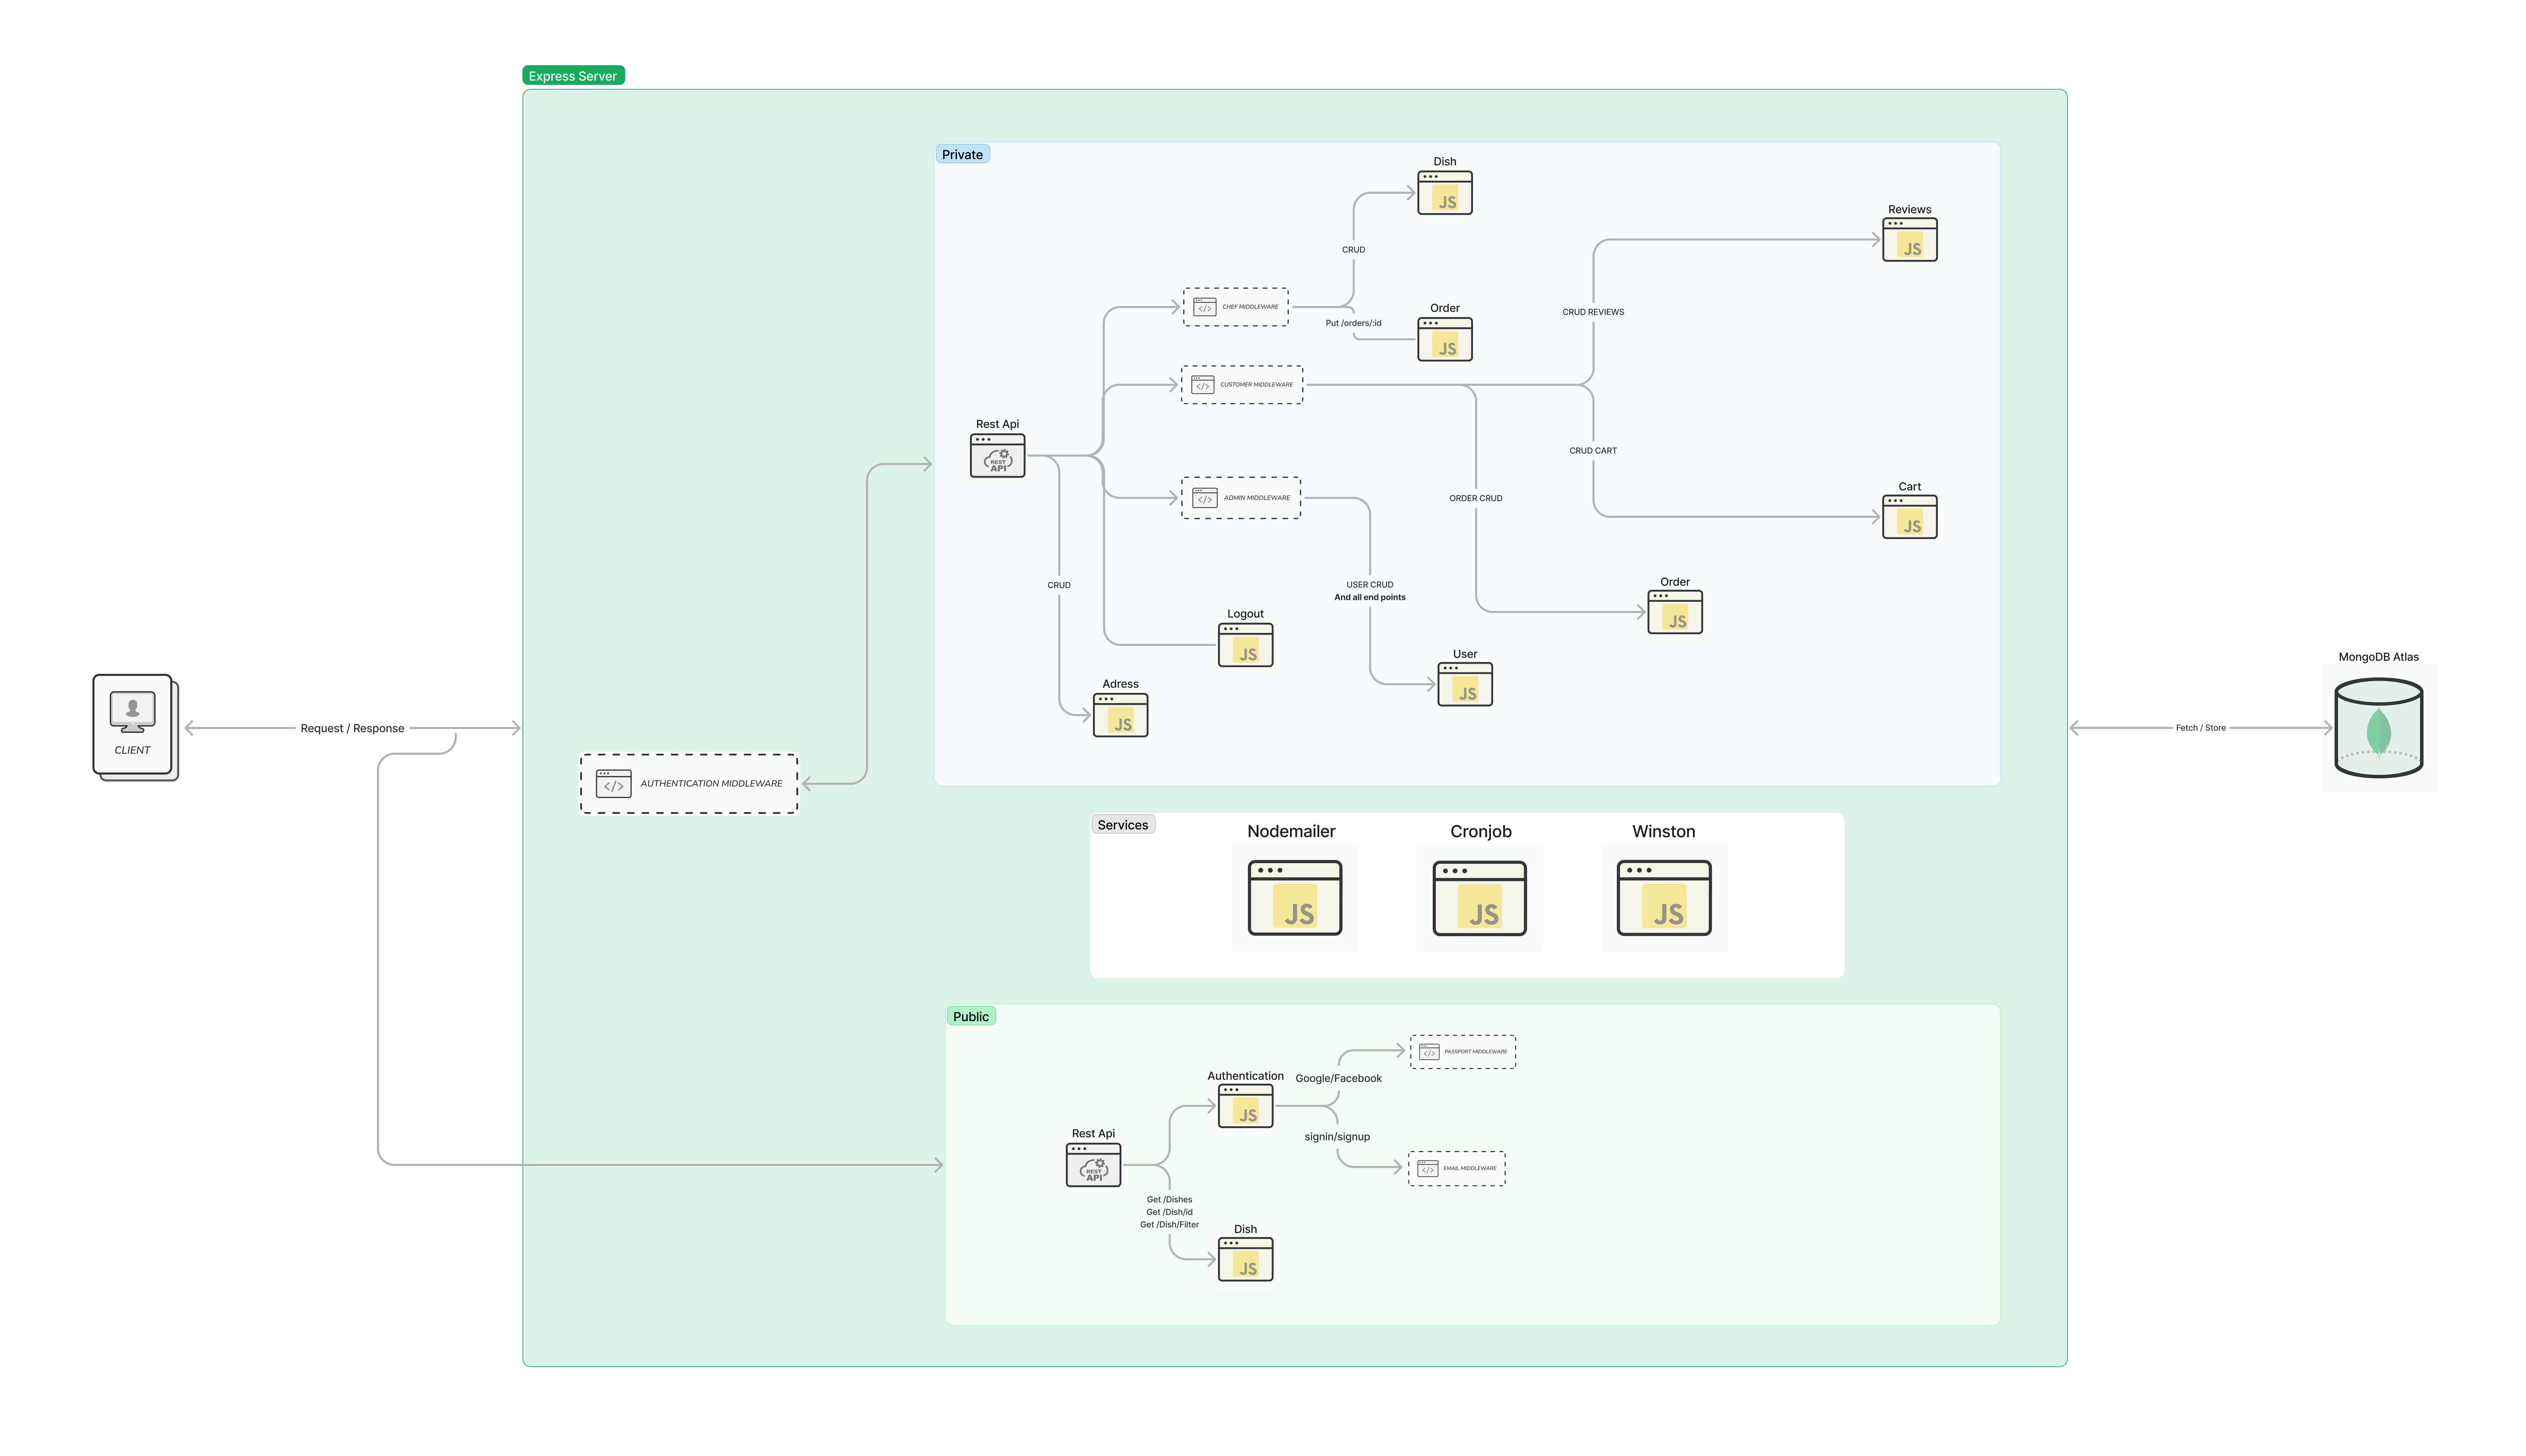 Express Server
Private
Dish
JS
CRUD
Reviews
JS
CHEF MIDDLEWARE
</>
Order
JS
Put /orders/:id
CRUD REVIEWS
CUSTOMER MIDDLEWARE
</>
Rest Api
REST
API
CRUD CART
ADMIN MIDDLEWARE
</>
ORDER CRUD
Cart
JS
CRUD
USER CRUD
And all end points
Order
JS
Logout
JS
User
JS
Adress
JS
CLIENT
Request / Response
AUTHENTICATION MIDDLEWARE
</>
MongoDB Atlas
Fetch / Store
Services
Nodemailer
JS
Cronjob
JS
Winston
JS
Public
PASSPORT MIDDLEWARE
</>
Authentication
JS
Google/Facebook
Rest Api
REST
API
signin/signup
EMAIL MIDDLEWARE
</>
Get /Dishes
Get /Dish/id
Get /Dish/Filter
Dish
JS